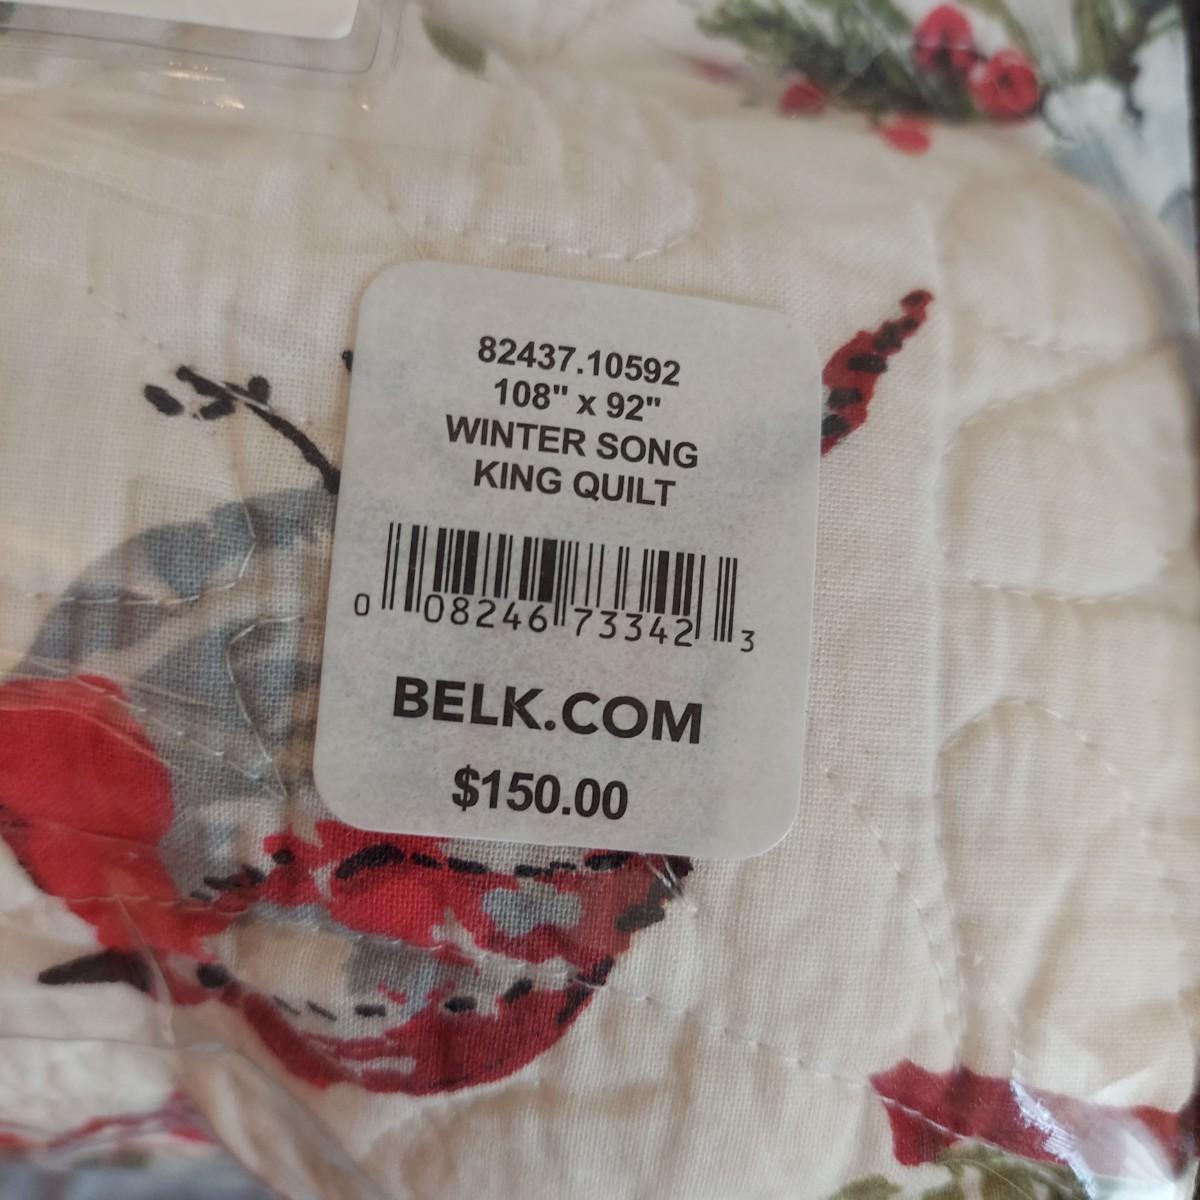 82437.10592
108" x 92"
WINTER SONG
KING QUILT
0 08246 73342 3
BELK.COM
$150.00